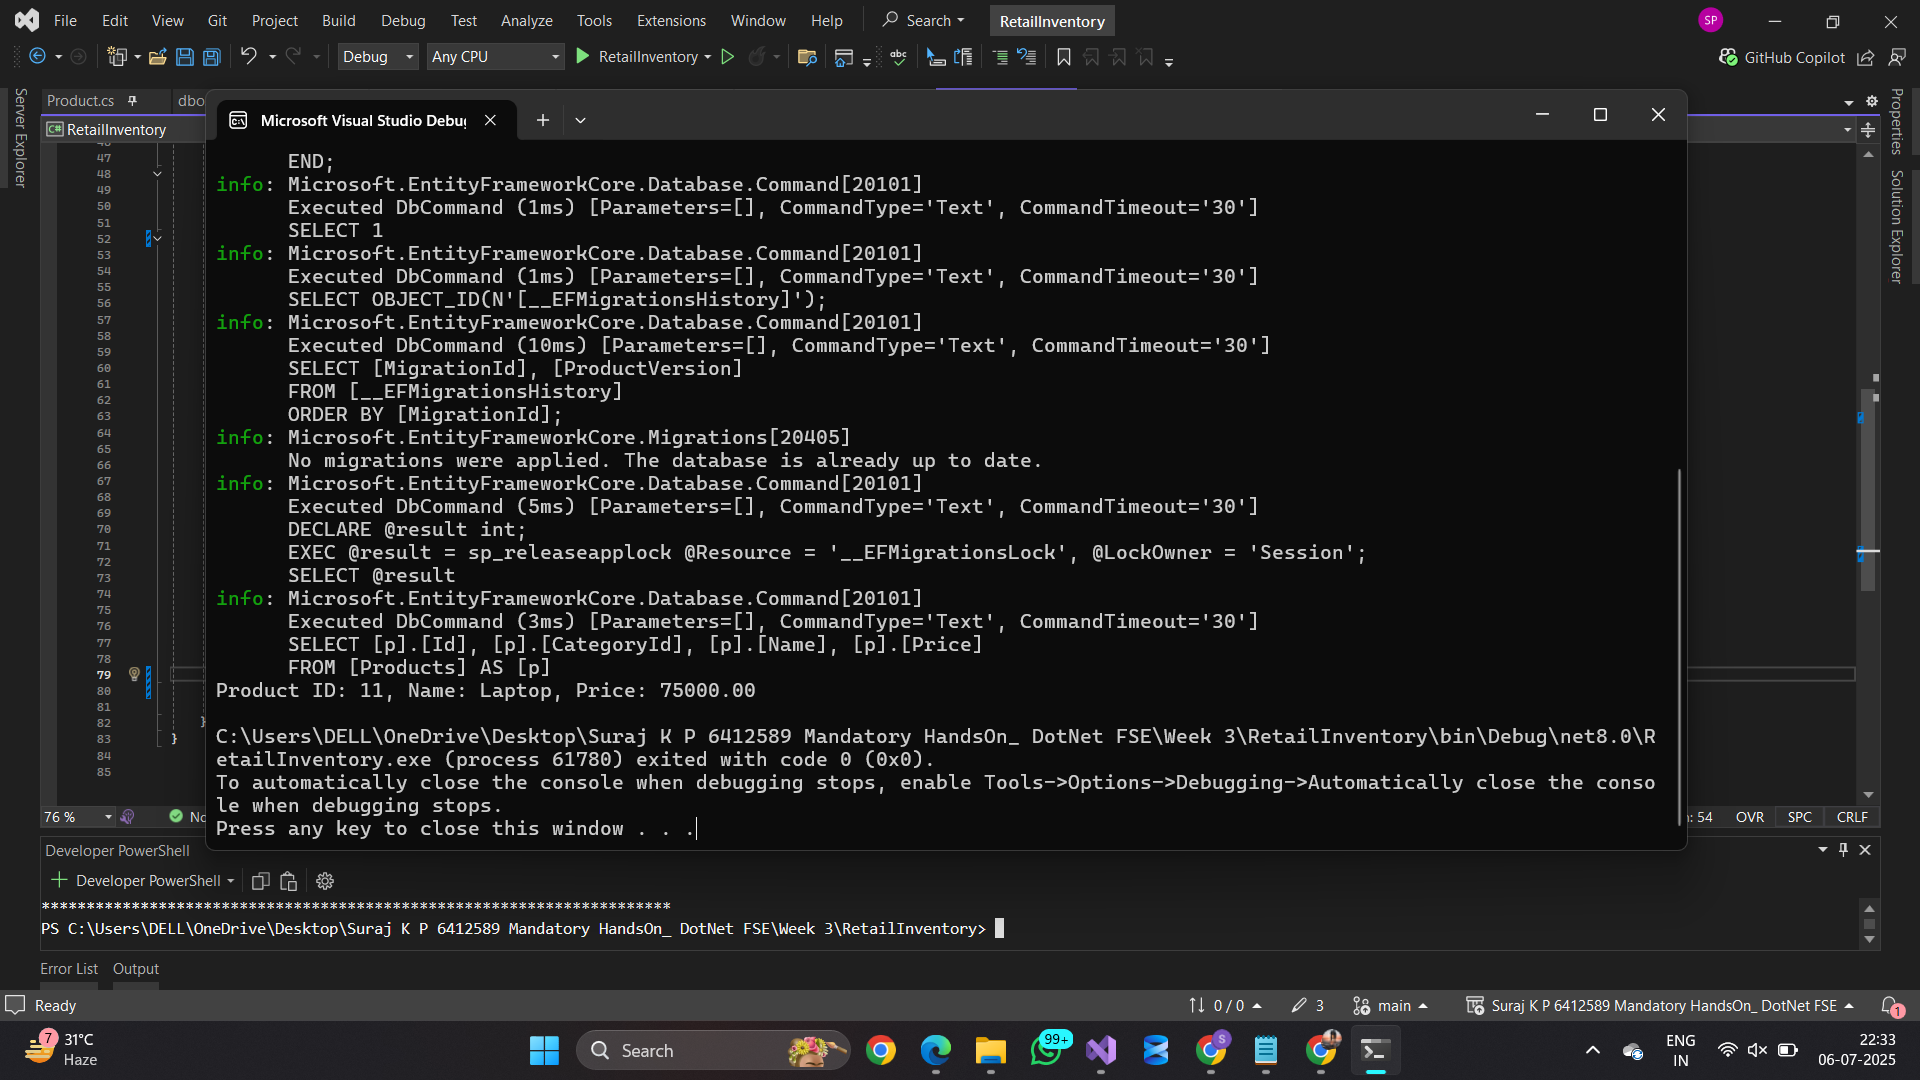 File Edit View Git Project Build Debug Test Analyze Tools Extensions Window Help Search RetailInventory SP
Debug Any CPU RetailInventory abc GitHub Copilot
Server Explorer
Product.cs dbo
C# RetailInventory
Properties
Solution Explorer
Microsoft Visual Studio Debug
END;
info: Microsoft.EntityFrameworkCore.Database.Command[20101]
Executed DbCommand (1ms) [Parameters=[], CommandType='Text', CommandTimeout='30']
SELECT 1
info: Microsoft.EntityFrameworkCore.Database.Command[20101]
Executed DbCommand (1ms) [Parameters=[], CommandType='Text', CommandTimeout='30']
SELECT OBJECT_ID(N'[__EFMigrationsHistory]');
info: Microsoft.EntityFrameworkCore.Database.Command[20101]
Executed DbCommand (10ms) [Parameters=[], CommandType='Text', CommandTimeout='30']
SELECT [MigrationId], [ProductVersion]
FROM [__EFMigrationsHistory]
ORDER BY [MigrationId];
info: Microsoft.EntityFrameworkCore.Migrations[20405]
No migrations were applied. The database is already up to date.
info: Microsoft.EntityFrameworkCore.Database.Command[20101]
Executed DbCommand (5ms) [Parameters=[], CommandType='Text', CommandTimeout='30']
DECLARE @result int;
EXEC @result = sp_releaseapplock @Resource = '__EFMigrationsLock', @LockOwner = 'Session';
SELECT @result
info: Microsoft.EntityFrameworkCore.Database.Command[20101]
Executed DbCommand (3ms) [Parameters=[], CommandType='Text', CommandTimeout='30']
SELECT [p].[Id], [p].[CategoryId], [p].[Name], [p].[Price]
FROM [Products] AS [p]
Product ID: 11, Name: Laptop, Price: 75000.00
C:\Users\DELL\OneDrive\Desktop\Suraj K P 6412589 Mandatory HandsOn_ DotNet FSE\Week 3\RetailInventory\bin\Debug\net8.0\R
etailInventory.exe (process 61780) exited with code 0 (0x0).
To automatically close the console when debugging stops, enable Tools->Options->Debugging->Automatically close the conso
le when debugging stops.
Press any key to close this window . . .
47
48
49
50
51
52
53
54
55
56
57
58
59
60
61
62
63
64
65
66
67
68
69
70
71
72
73
74
75
76
77
78
79
80
81
82 }
83 }
84
85
76 % No : 54 OVR SPC CRLF
Developer PowerShell
Developer PowerShell
**********************************************************************
PS C:\Users\DELL\OneDrive\Desktop\Suraj K P 6412589 Mandatory HandsOn_ DotNet FSE\Week 3\RetailInventory>
Error List Output
Ready 0 / 0 3 main Suraj K P 6412589 Mandatory HandsOn_ DotNet FSE 1
7 31°C
Haze
Search
99+
S
ENG
IN
22:33
06-07-2025